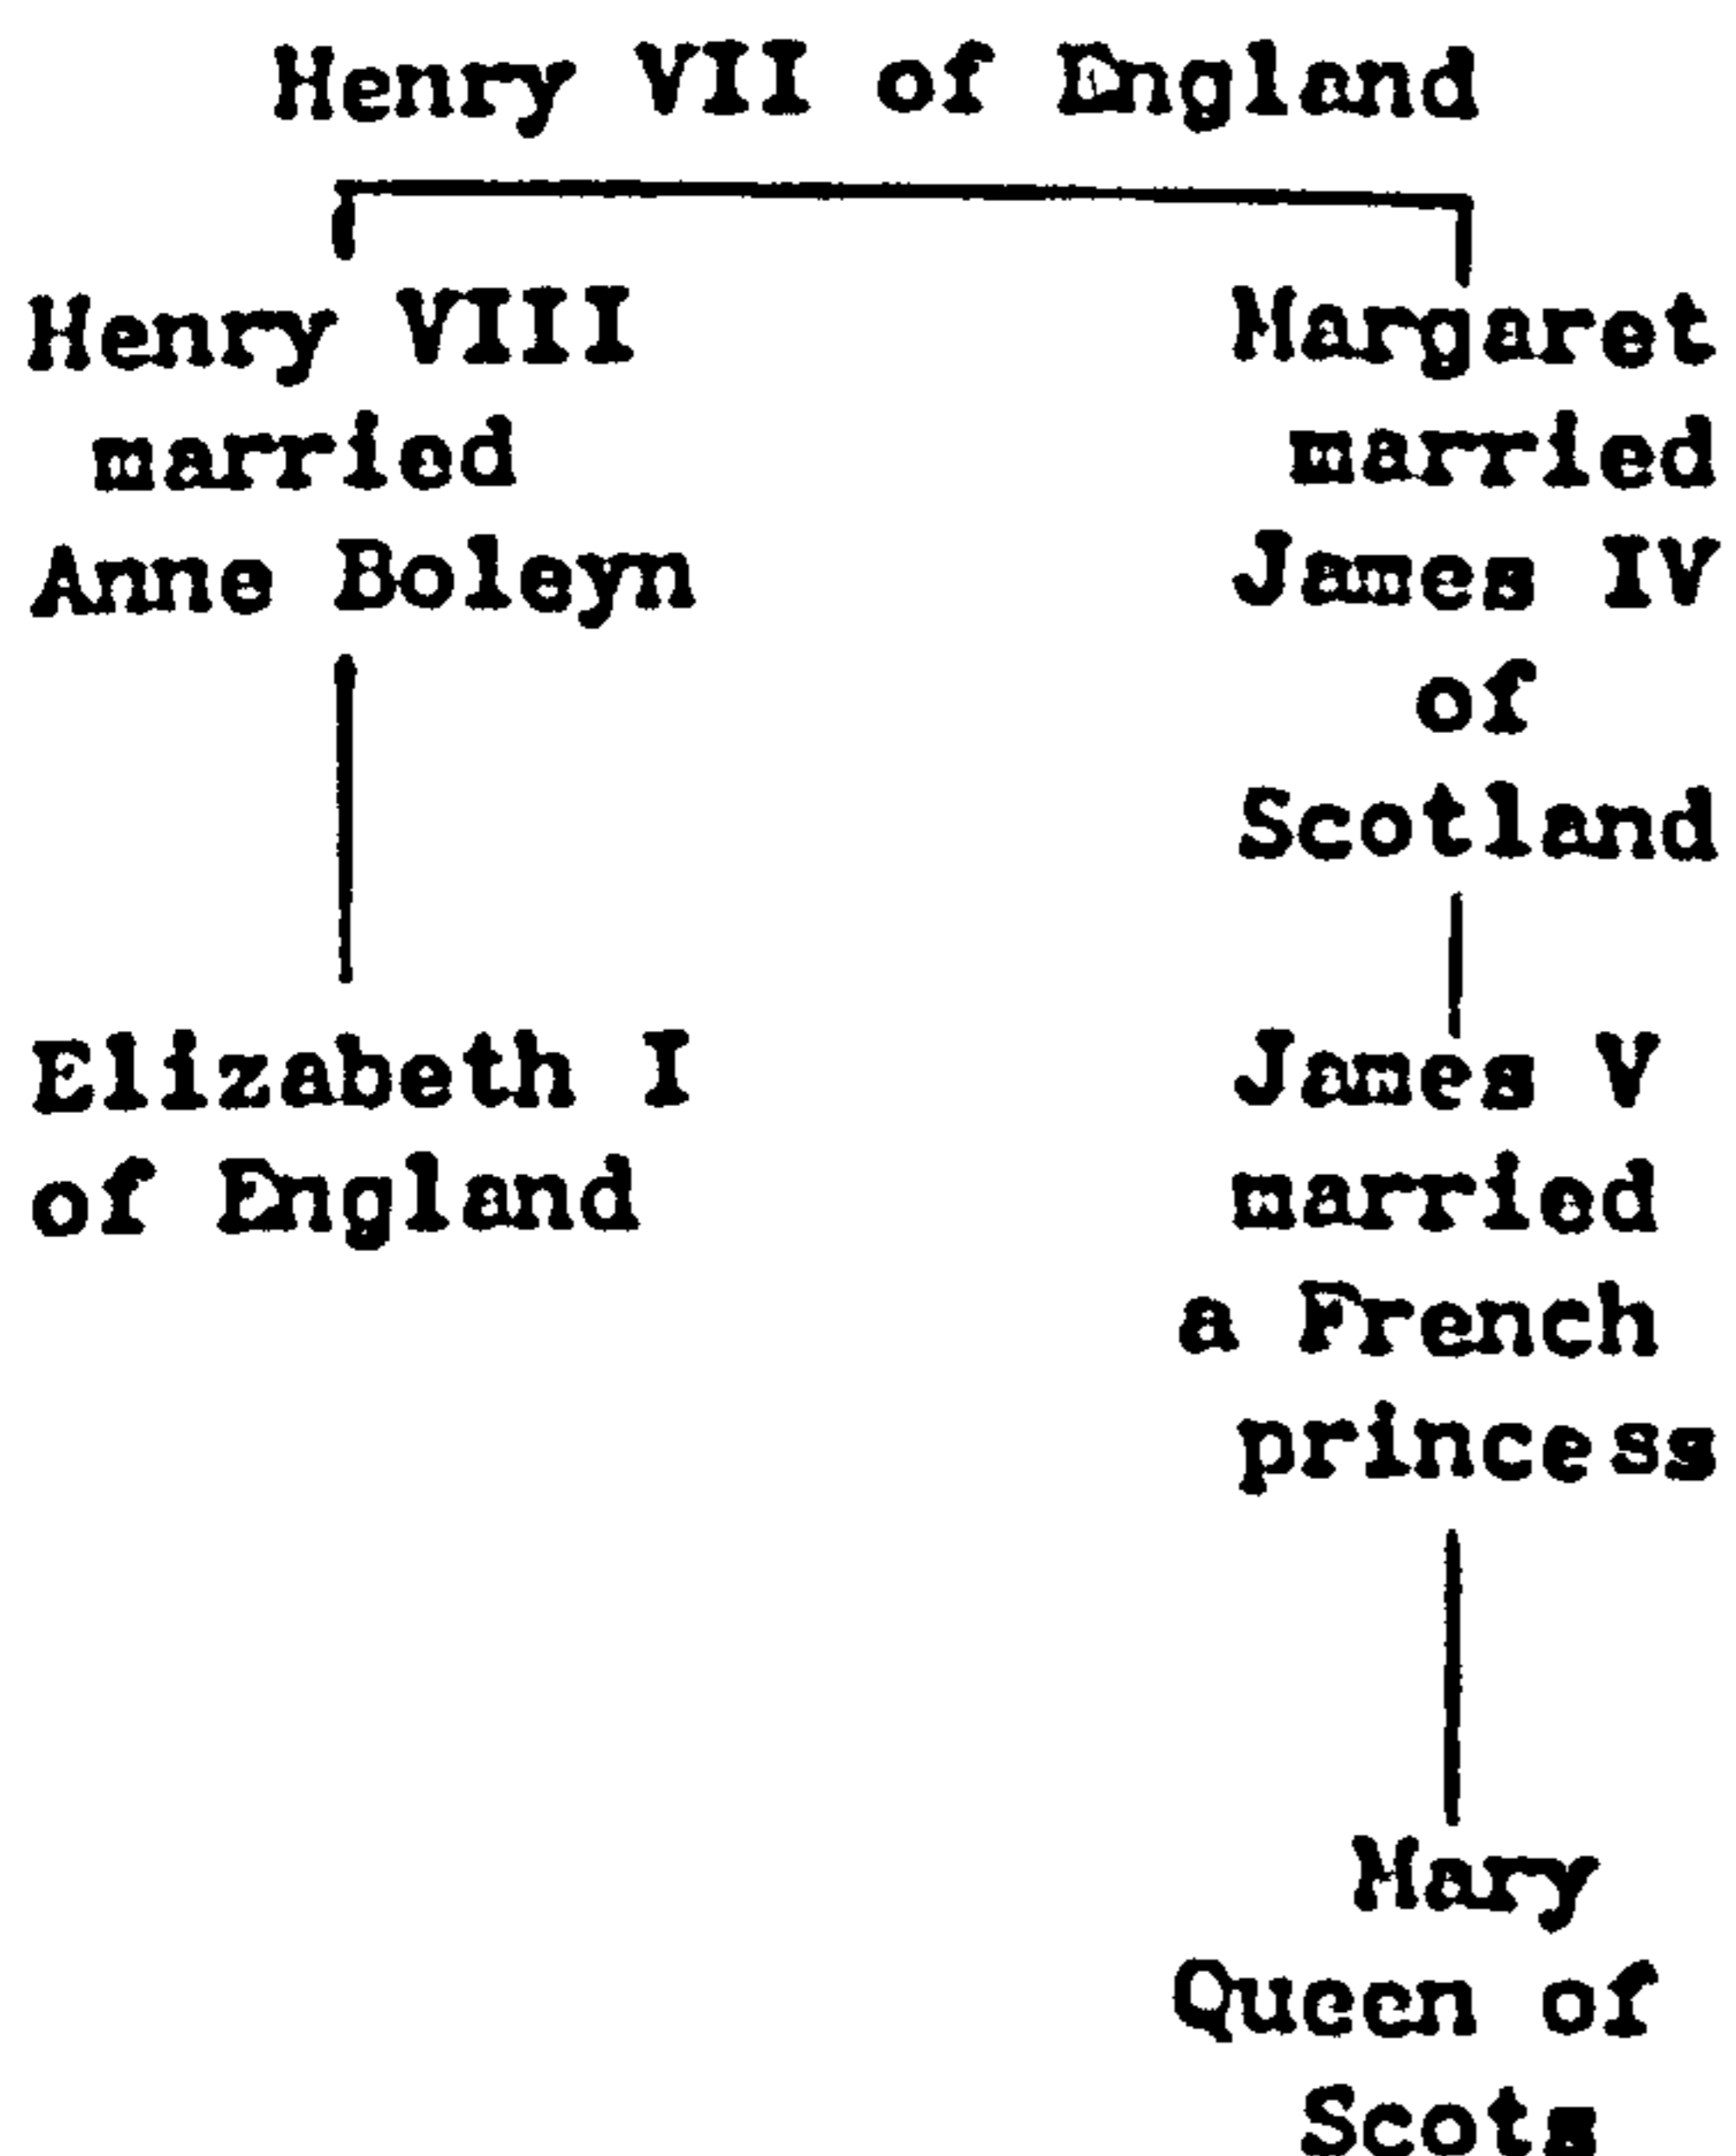 Henry VII of England
Henry VIII
Margaret
married
married
Anne Boleyn
James IV
of
Scotland
Elizabeth I
James V
of England
married
a French
princess
Mary
Queen of
Scots